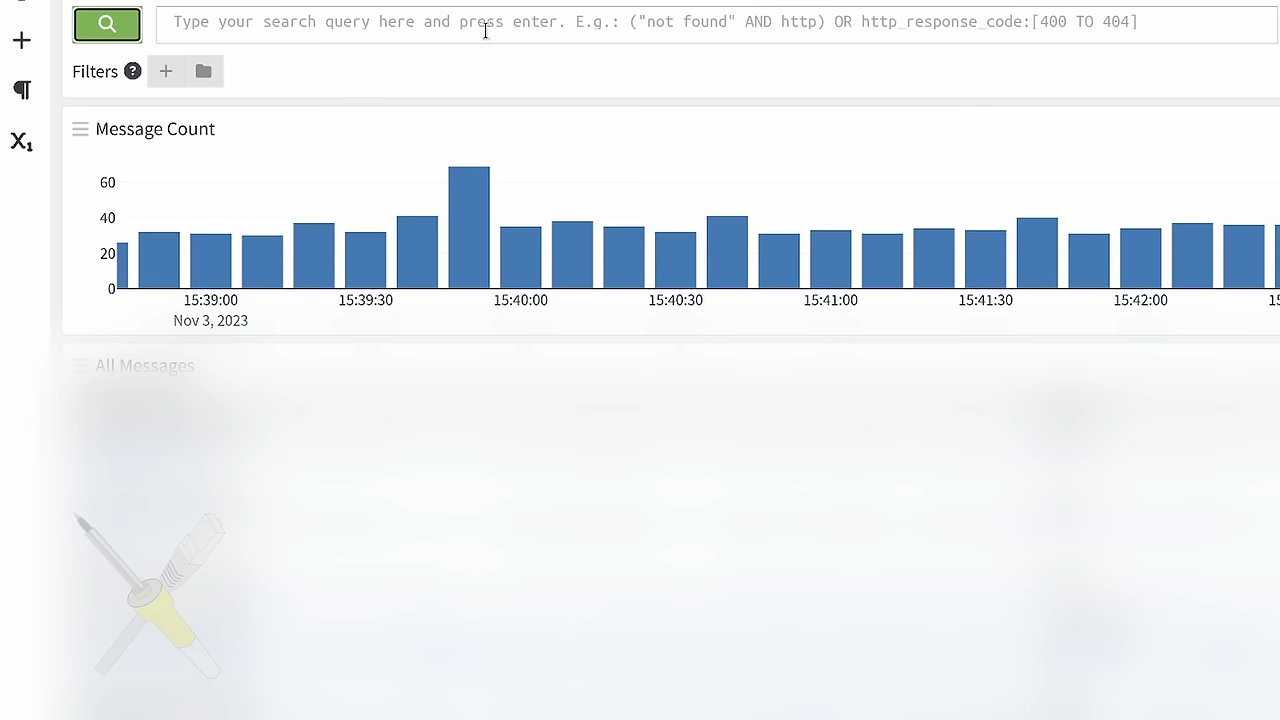 Type your search query here and press enter. E.g.: ("not found" AND http) OR http_response_code:[400 TO 404]
Filters ? +
¶
X₁
Message Count
60
40
20
0
15:39:00 15:39:30 15:40:00 15:40:30 15:41:00 15:41:30 15:42:00 15
Nov 3, 2023
All Messages